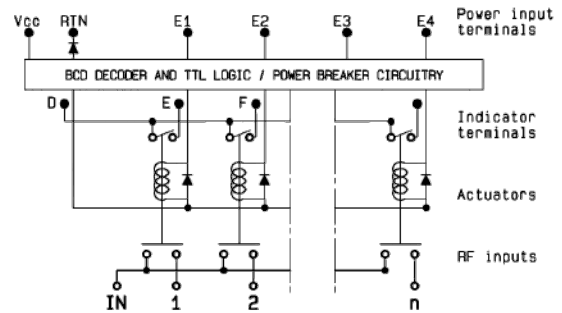 Vcc RTN E1 E2 E3 E4 Power input
terminals
BCD DECODER AND TTL LOGIC / POWER BREAKER CIRCUITRY
D E F Indicator
terminals
Actuators
RF inputs
IN 1 2 n